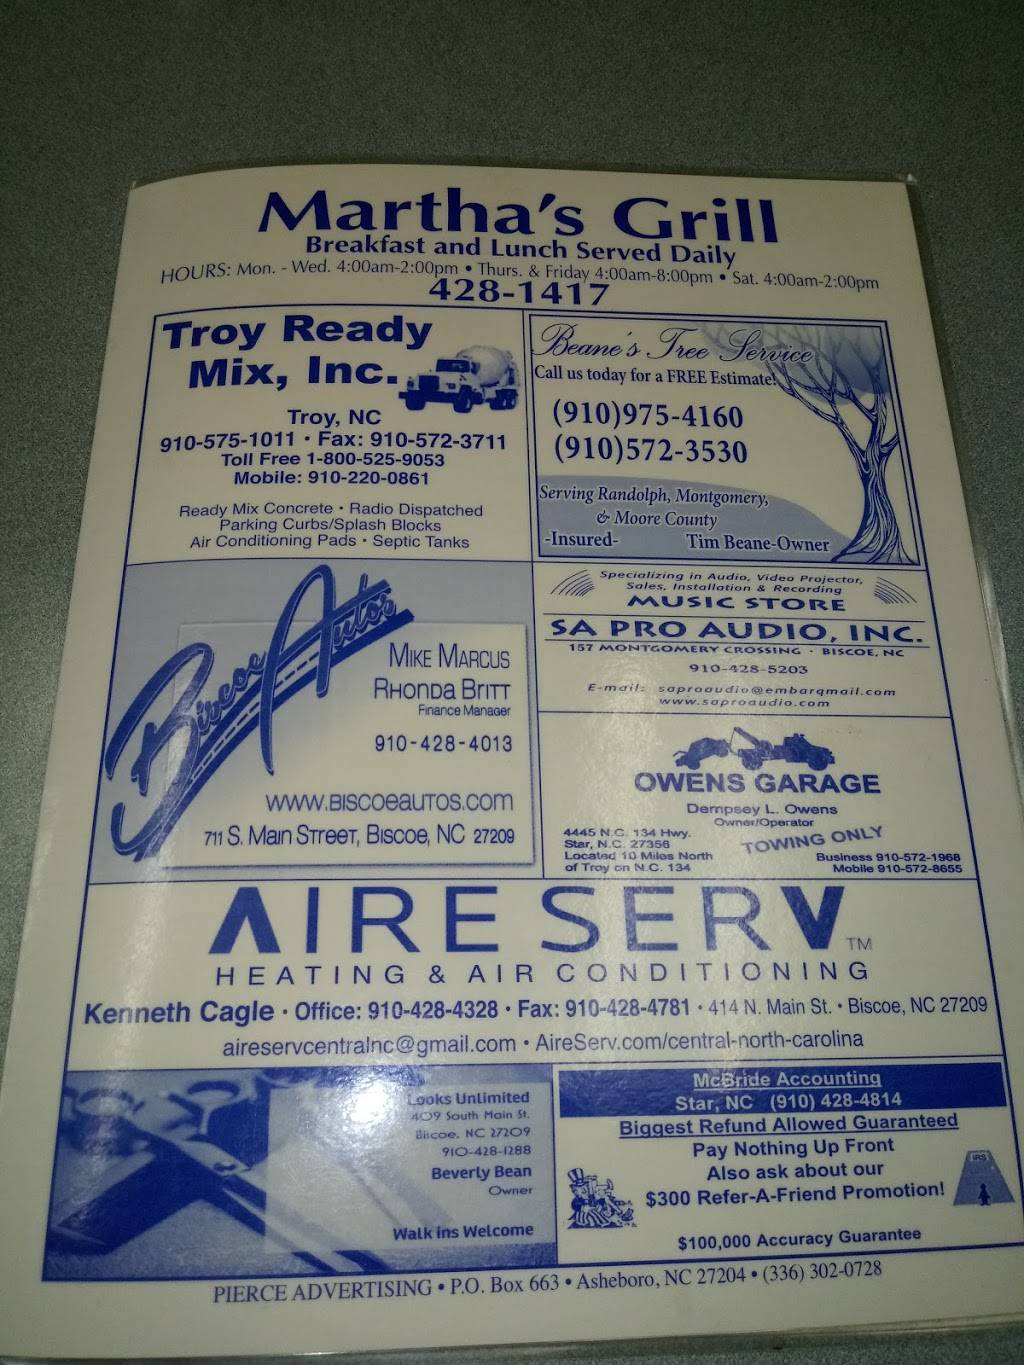 Martha's Grill
Breakfast and Lunch Served Daily
HOURS: Mon. - Wed. 4:00am-2:00pm • Thurs. & Friday 4:00am-8:00pm • Sat. 4:00am-2:00pm
428-1417
Troy Ready
Mix, Inc.
Troy, NC
910-575-1011 • Fax: 910-572-3711
Toll Free 1-800-525-9053
Mobile: 910-220-0861
Ready Mix Concrete • Radio Dispatched
Parking Curbs/Splash Blocks
Air Conditioning Pads • Septic Tanks
Beane's Tree Service
Call us today for a FREE Estimate!
(910)975-4160
(910)572-3530
Serving Randolph, Montgomery,
& Moore County
-Insured- Tim Beane-Owner
Biscoe Autos
Mike Marcus
Rhonda Britt
Finance Manager
910-428-4013
www.biscoeautos.com
711 S. Main Street, Biscoe, NC 27209
Specializing in Audio, Video Projector,
Sales, Installation & Recording
MUSIC STORE
SA PRO AUDIO, INC.
157 MONTGOMERY CROSSING • BISCOE, NC
910-428-5203
E-mail: saproaudio@embarqmail.com
www.saproaudio.com
OWENS GARAGE
Dempsey L. Owens
Owner/Operator
4445 N.C. 134 Hwy.
Star, N.C. 27356
Located 10 Miles North
of Troy on N.C. 134
TOWING ONLY
Business 910-572-1968
Mobile 910-572-8655
AIRE SERV TM
HEATING & AIR CONDITIONING
Kenneth Cagle • Office: 910-428-4328 • Fax: 910-428-4781 • 414 N. Main St. • Biscoe, NC 27209
aireservcentralnc@gmail.com • AireServ.com/central-north-carolina
Looks Unlimited
409 South Main St.
Biscoe, NC 27209
910-428-1288
Beverly Bean
Owner
Walk ins Welcome
McBride Accounting
Star, NC (910) 428-4814
Biggest Refund Allowed Guaranteed
Pay Nothing Up Front
Also ask about our
$300 Refer-A-Friend Promotion!
$100,000 Accuracy Guarantee
IRS
PIERCE ADVERTISING • P.O. Box 663 • Asheboro, NC 27204 • (336) 302-0728